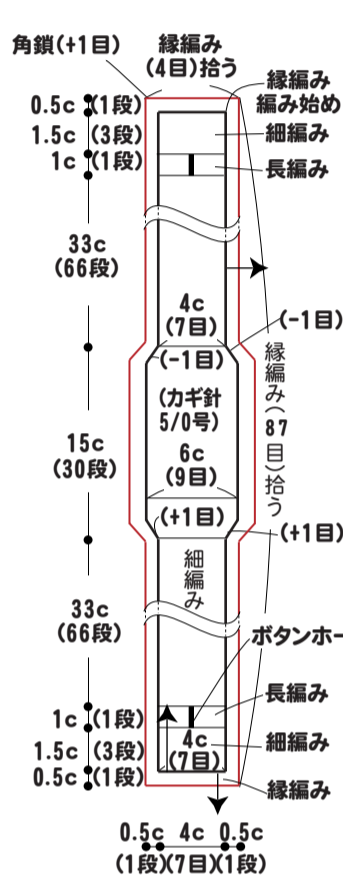 角鎖(+1目)
縁編み
(4目)拾う
縁編み
編み始め
0.5c (1段)
1.5c (3段)
細編み
1c (1段)
長編み
33c
(66段)
4c
(7目)
(-1目)
(-1目)
縁編み(87目)拾う
(カギ針
5/0号)
15c
(30段)
6c
(9目)
(+1目)
(+1目)
細編み
33c
(66段)
ボタンホー
長編み
1c (1段)
4c
(7目)
細編み
1.5c (3段)
0.5c (1段)
縁編み
0.5c 4c 0.5c
(1段)(7目)(1段)